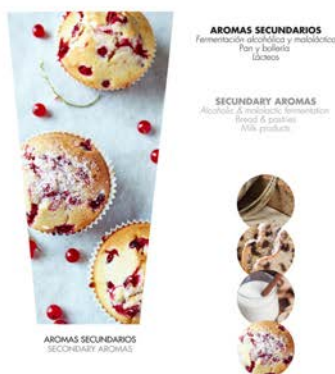 AROMAS SECUNDARIOS
Fermentación alcohólica y maloláctica
Pan y bollería
Lácteos
SECUNDARY AROMAS
Alcoholic & malolactic fermentation
Bread & pastries
Milk products
AROMAS SECUNDARIOS
SECONDARY AROMAS